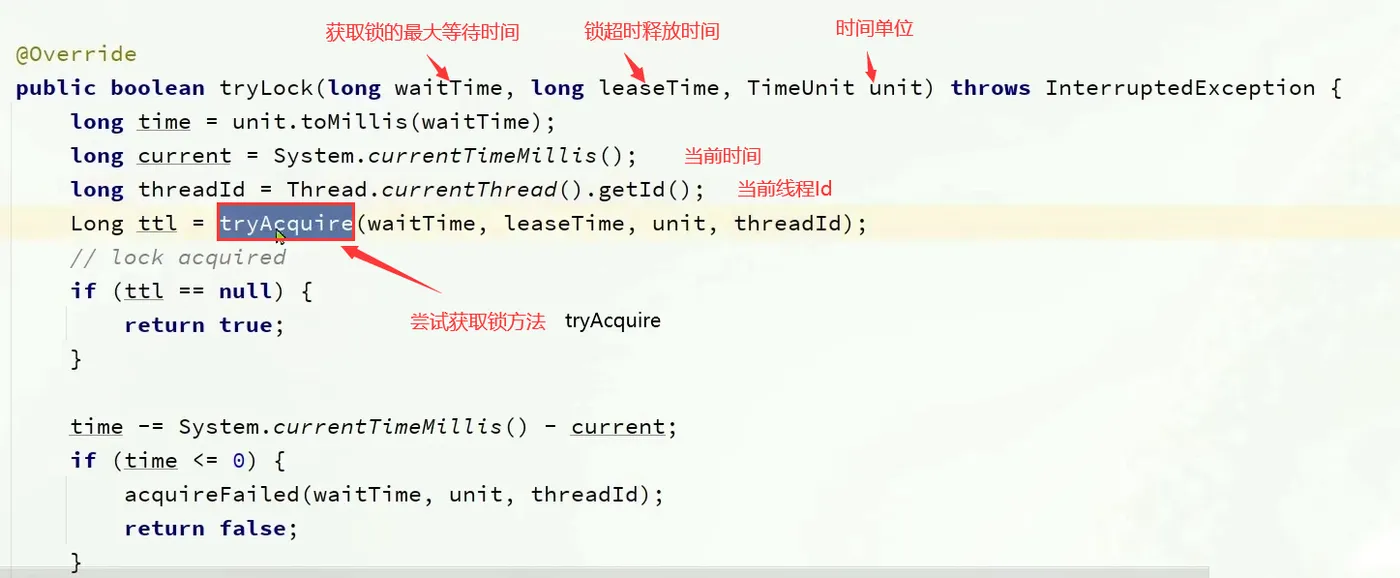 获取锁的最大等待时间 锁超时释放时间 时间单位
@Override
public boolean tryLock(long waitTime, long leaseTime, TimeUnit unit) throws InterruptedException {
long time = unit.toMillis(waitTime);
long current = System.currentTimeMillis(); 当前时间
long threadId = Thread.currentThread().getId(); 当前线程Id
Long ttl = tryAcquire(waitTime, leaseTime, unit, threadId);
// lock acquired
if (ttl == null) {
return true;
尝试获取锁方法 tryAcquire
}
time -= System.currentTimeMillis() - current;
if (time <= 0) {
acquireFailed(waitTime, unit, threadId);
return false;
}